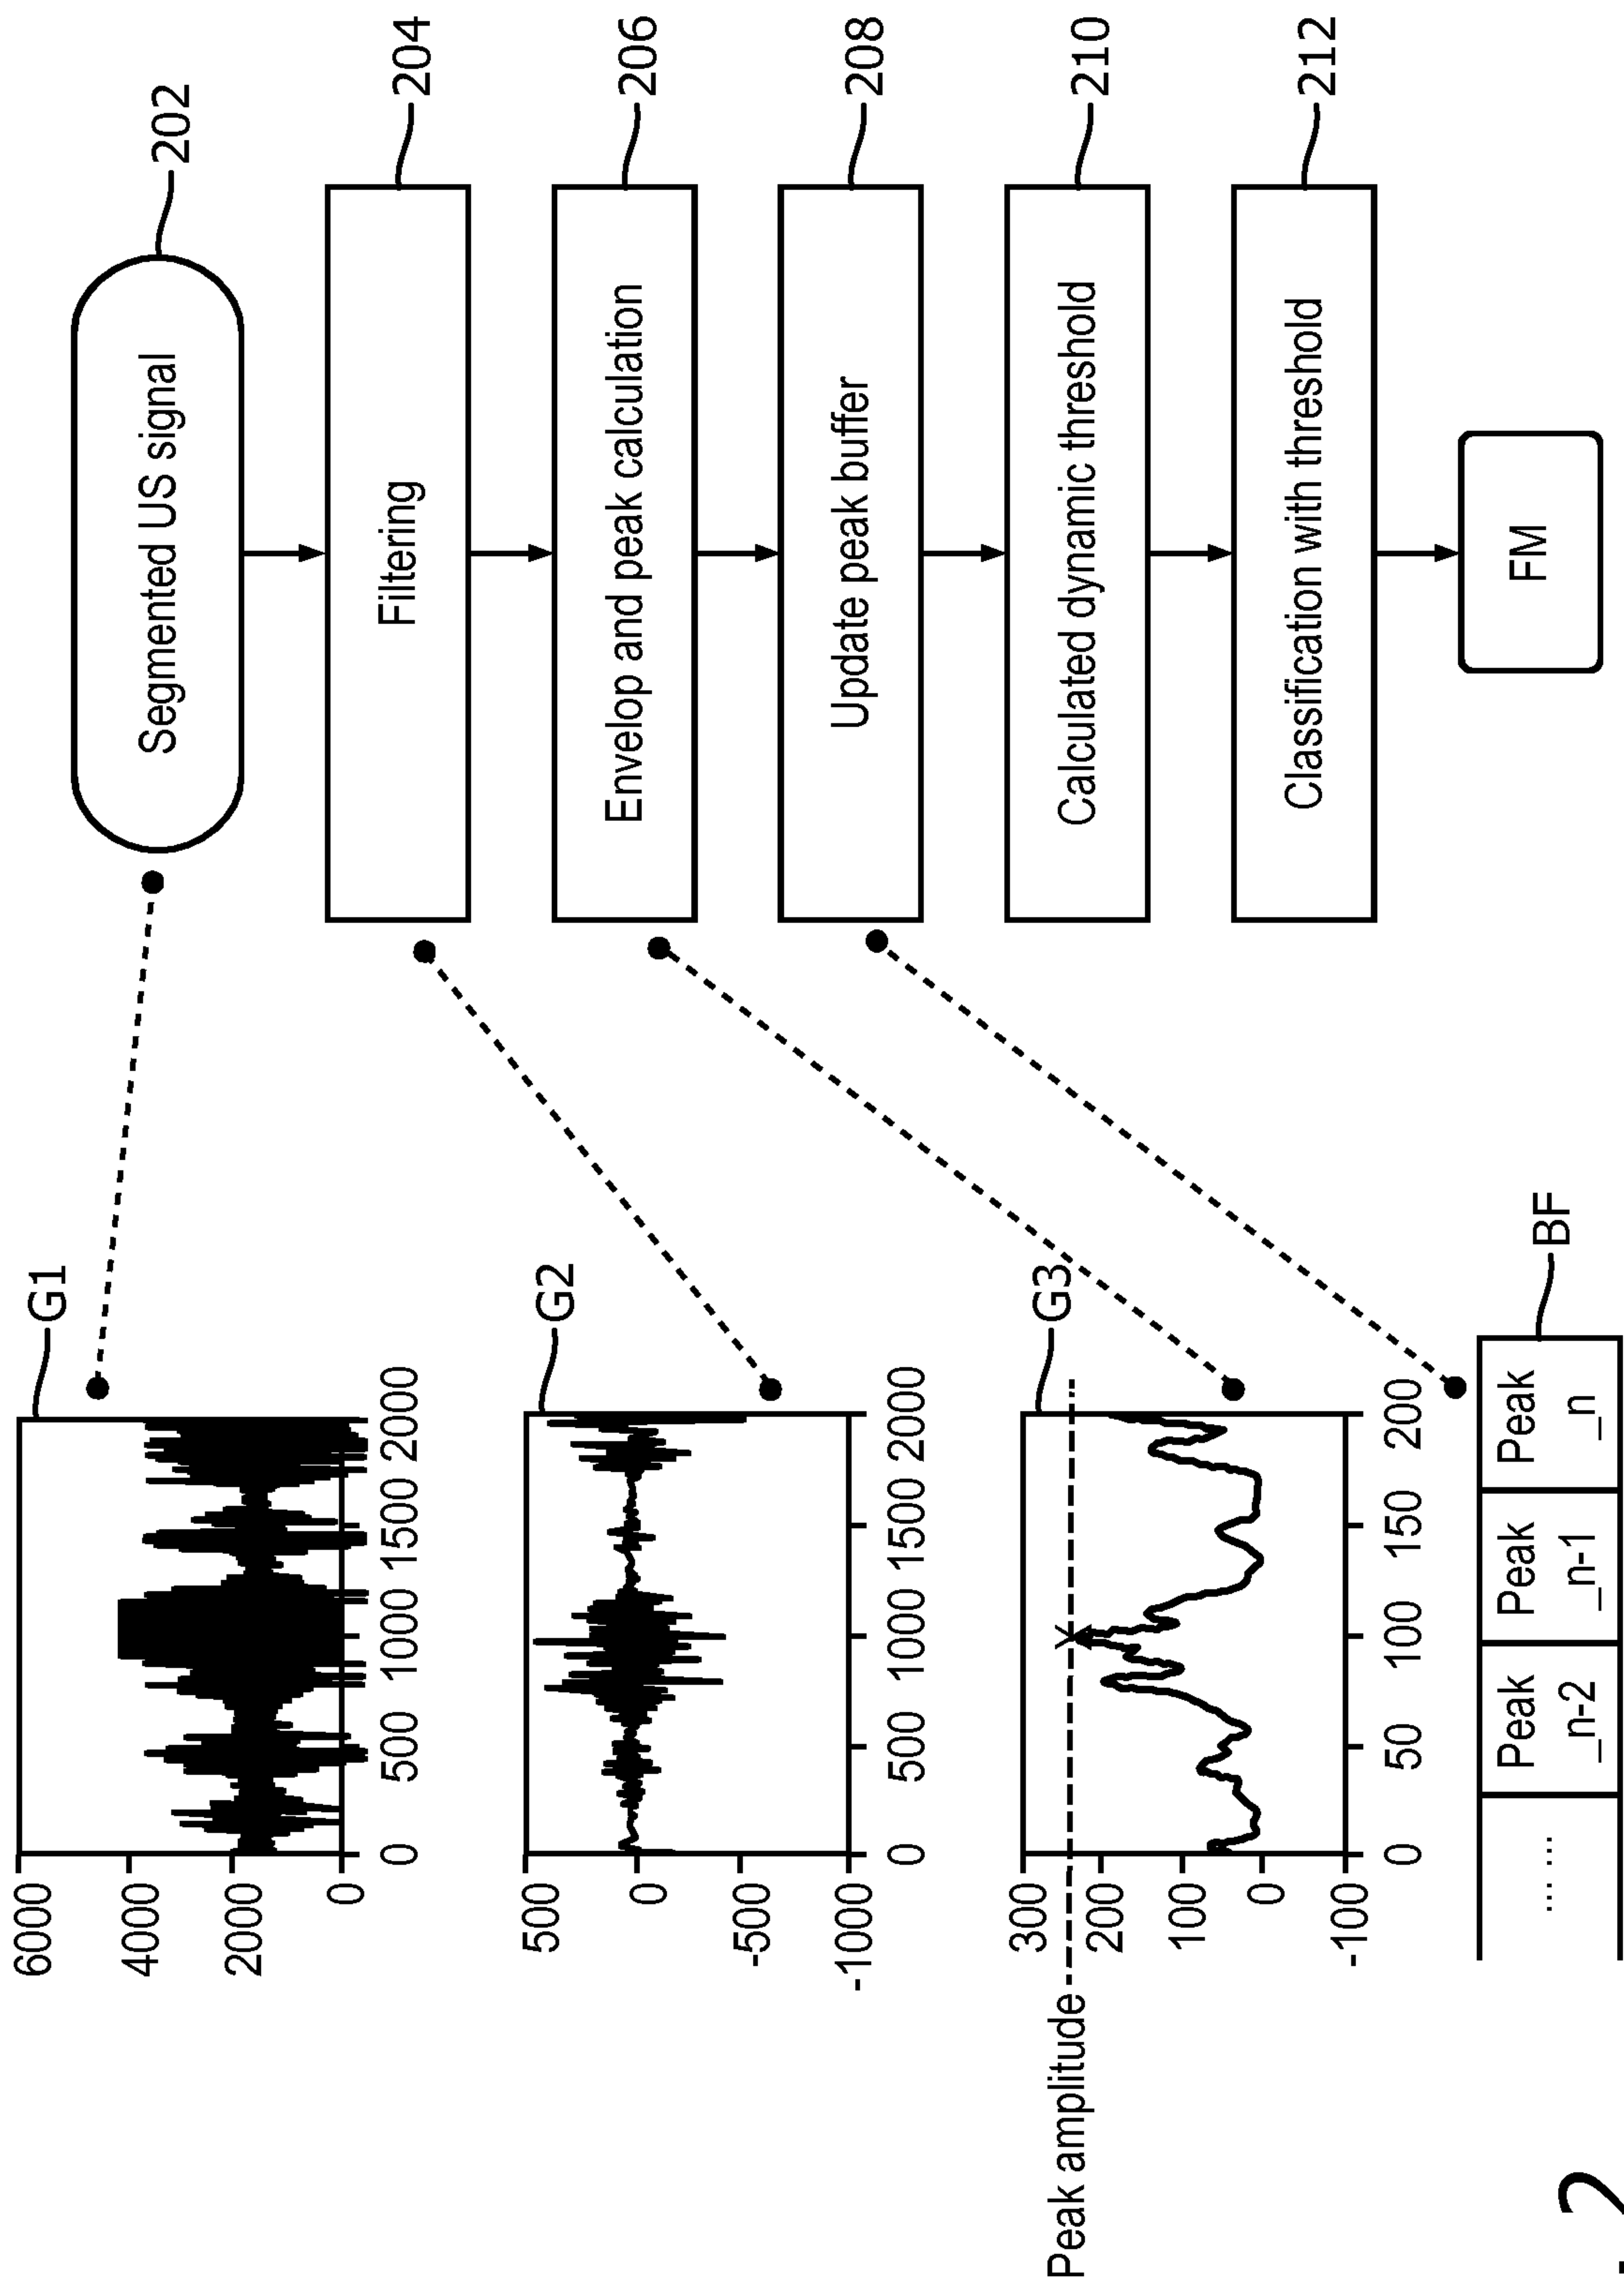 G1
6000
4000
2000
0
0 500 1000 1500 2000
G2
500
0
-500
-1000
0 500 1000 1500 2000
G3
Peak amplitude
300
200
100
0
-100
0 50 100 150 200
... ...
Peak
_n-2
Peak
_n-1
Peak
_n
BF
Segmented US signal
202
Filtering
204
Envelop and peak calculation
206
Update peak buffer
208
Calculated dynamic threshold
210
Classification with threshold
212
FM
2